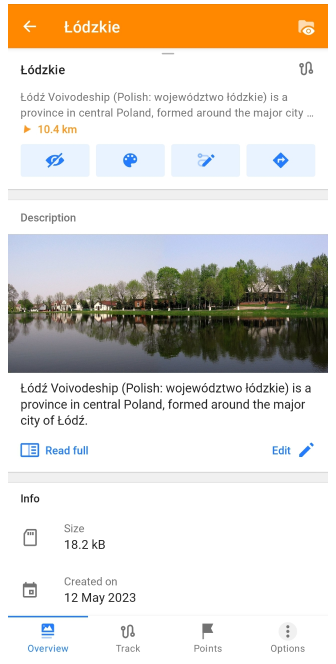 Łódzkie
Łódzkie
Łódź Voivodeship (Polish: województwo łódzkie) is a
province in central Poland, formed around the major city ...
10.4 km
Description
Łódź Voivodeship (Polish: województwo łódzkie) is a
province in central Poland, formed around the major
city of Łódź.
Read full
Edit
Info
Size
18.2 kB
Created on
12 May 2023
Overview
Track
Points
Options